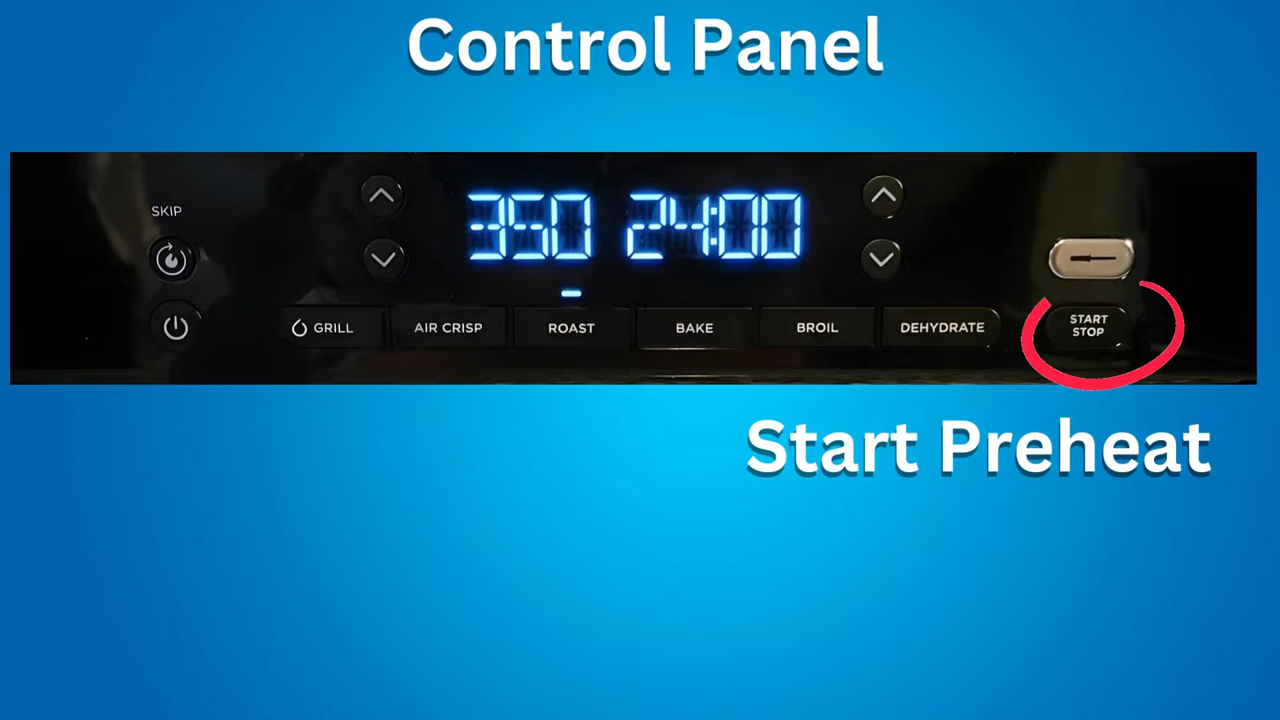 Control Panel
SKIP
350 24:00
GRILL AIR CRISP ROAST BAKE BROIL DEHYDRATE
START
STOP
Start Preheat